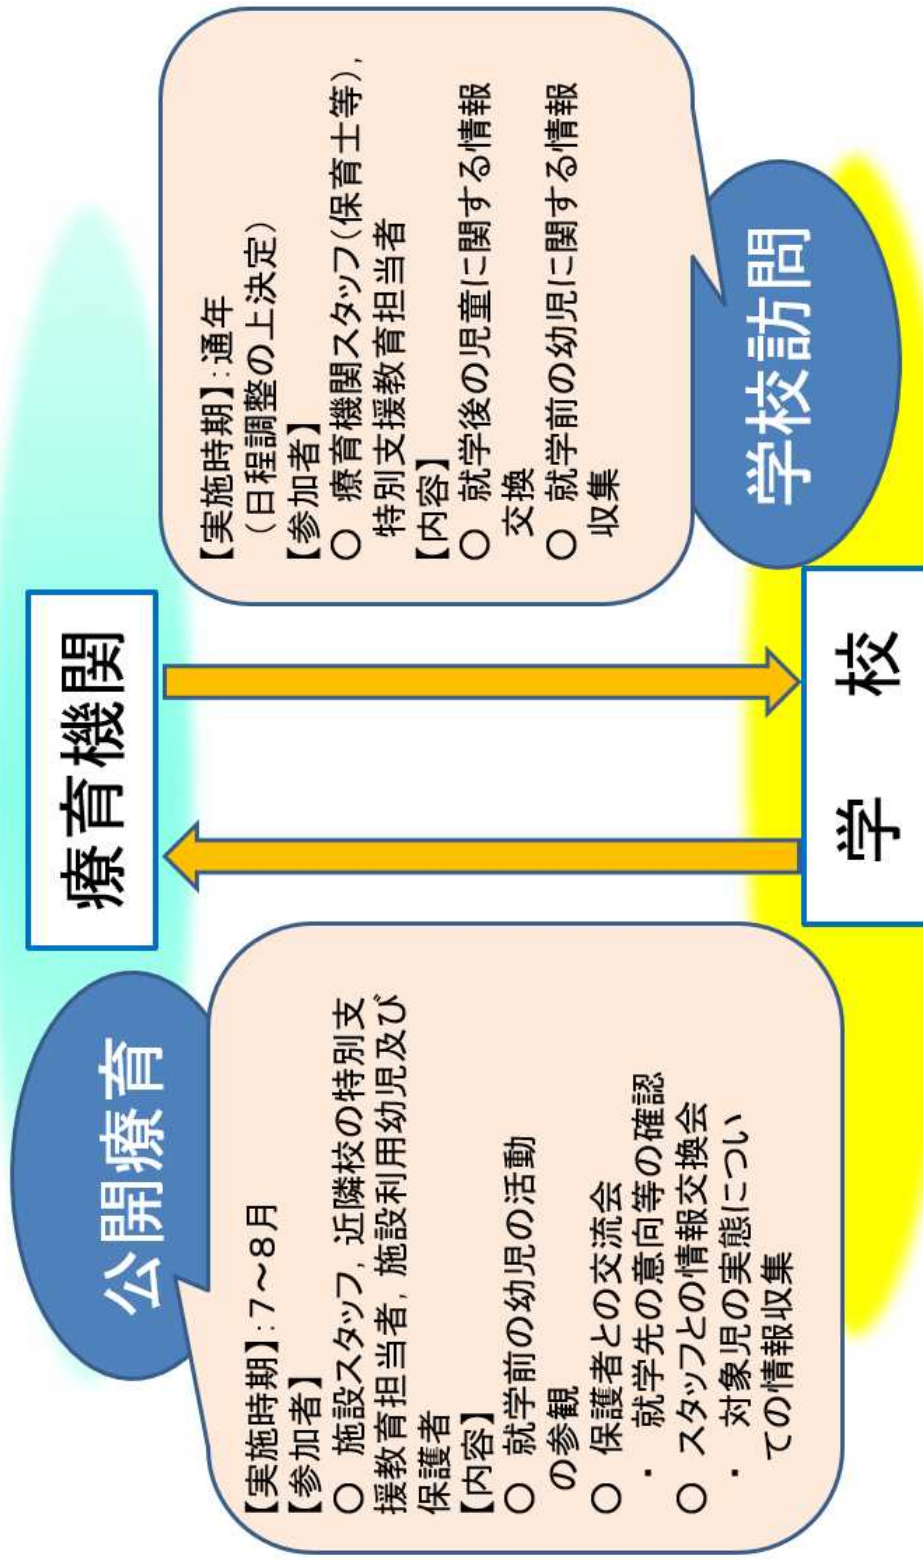 療育機関
公開療育
【実施時期】：７～８月
【参加者】
○ 施設スタッフ，近隣校の特別支
援教育担当者，施設利用幼児及び
保護者
【内容】
○ 就学前の幼児の活動
の参観
○ 保護者との交流会
・ 就学先の意向等の確認
○ スタッフとの情報交換会
・ 対象児の実態につい
ての情報収集
【実施時期】：通年
（日程調整の上決定）
【参加者】
○ 療育機関スタッフ（保育士等），
特別支援教育担当者
【内容】
○ 就学後の児童に関する情報
交換
○ 就学前の幼児に関する情報
収集
学校訪問
学 校